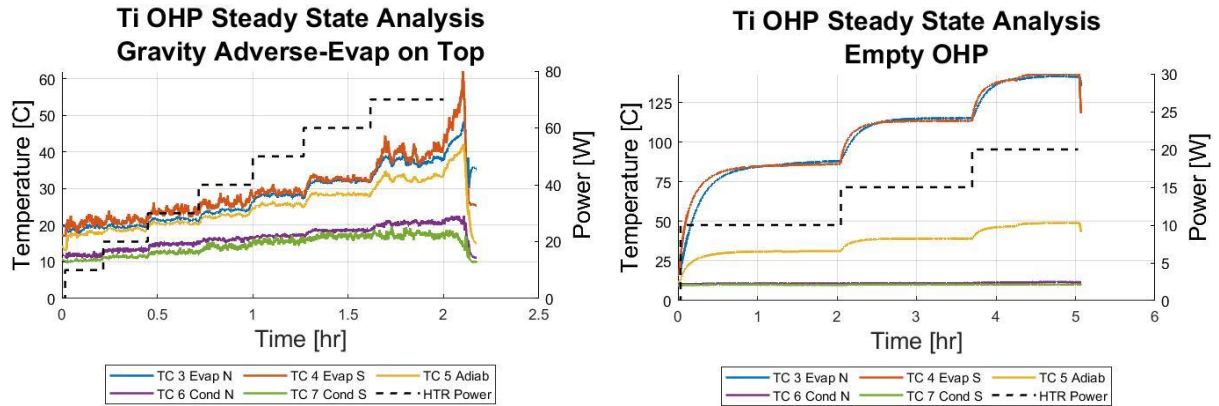 Ti OHP Steady State Analysis
Gravity Adverse-Evap on Top
Temperature [C]
60
50
40
30
20
10
0
80
60
40
20
0
Power [W]
0
0.5
1
1.5
2
2.5
Time [hr]
TC 3 Evap N
TC 4 Evap S
TC 5 Adiab
TC 6 Cond N
TC 7 Cond S
HTR Power
Ti OHP Steady State Analysis
Empty OHP
Temperature [C]
125
100
75
50
25
0
30
25
20
15
10
5
0
Power [W]
0
1
2
3
4
5
6
Time [hr]
TC 3 Evap N
TC 4 Evap S
TC 5 Adiab
TC 6 Cond N
TC 7 Cond S
HTR Power